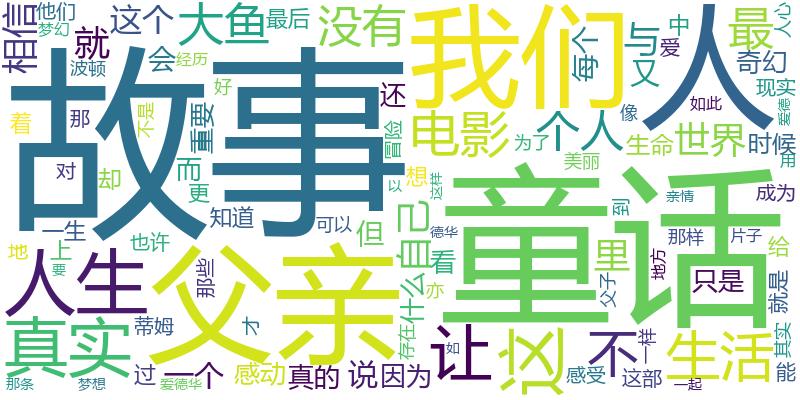 故事
童话
我们
父亲
人
人生
真实
电影
这
让
不
生活
大鱼
没有
最
世界
个人
自己
与
又
就
相信
这个
会
说
因为
真的
一个
感动
什么
里
但
看
还
而
更
重要
知道
奇幻
每个
中
爱
人心
现实
时候
生命
美丽
为了
像
如此
爱德
用
到
成为
亲情
那样
片子
给
地方
只是
就是
父子
一样
其实
能
这部
感受
一起
他们
梦幻
波顿
最后
经历
好
着
那
不是
对
却
冒险
想
以
这样
可以
德华
一生
地
上
要
也许
那些
蒂姆
才
过
爱德华
那条
梦想
存在
亦
如